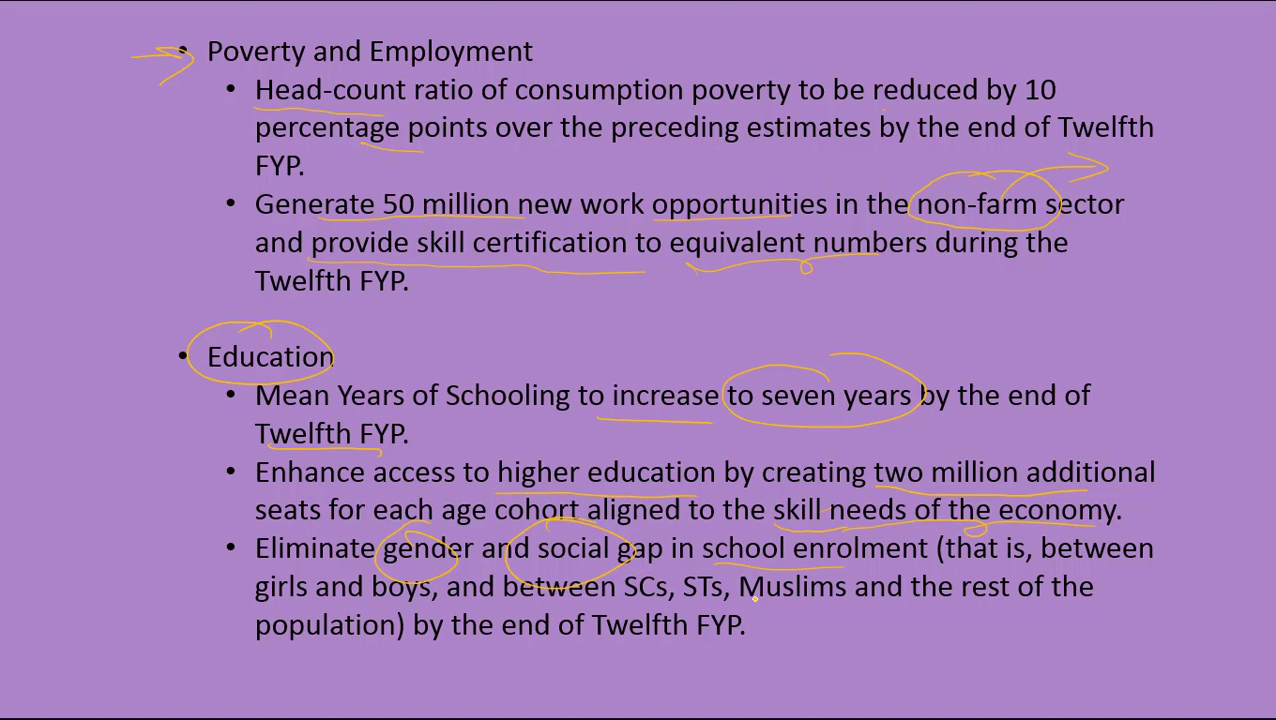 • Poverty and Employment
• Head-count ratio of consumption poverty to be reduced by 10
percentage points over the preceding estimates by the end of Twelfth
FYP.
• Generate 50 million new work opportunities in the non-farm sector
and provide skill certification to equivalent numbers during the
Twelfth FYP.
• Education
• Mean Years of Schooling to increase to seven years by the end of
Twelfth FYP.
• Enhance access to higher education by creating two million additional
seats for each age cohort aligned to the skill needs of the economy.
• Eliminate gender and social gap in school enrolment (that is, between
girls and boys, and between SCs, STs, Muslims and the rest of the
population) by the end of Twelfth FYP.